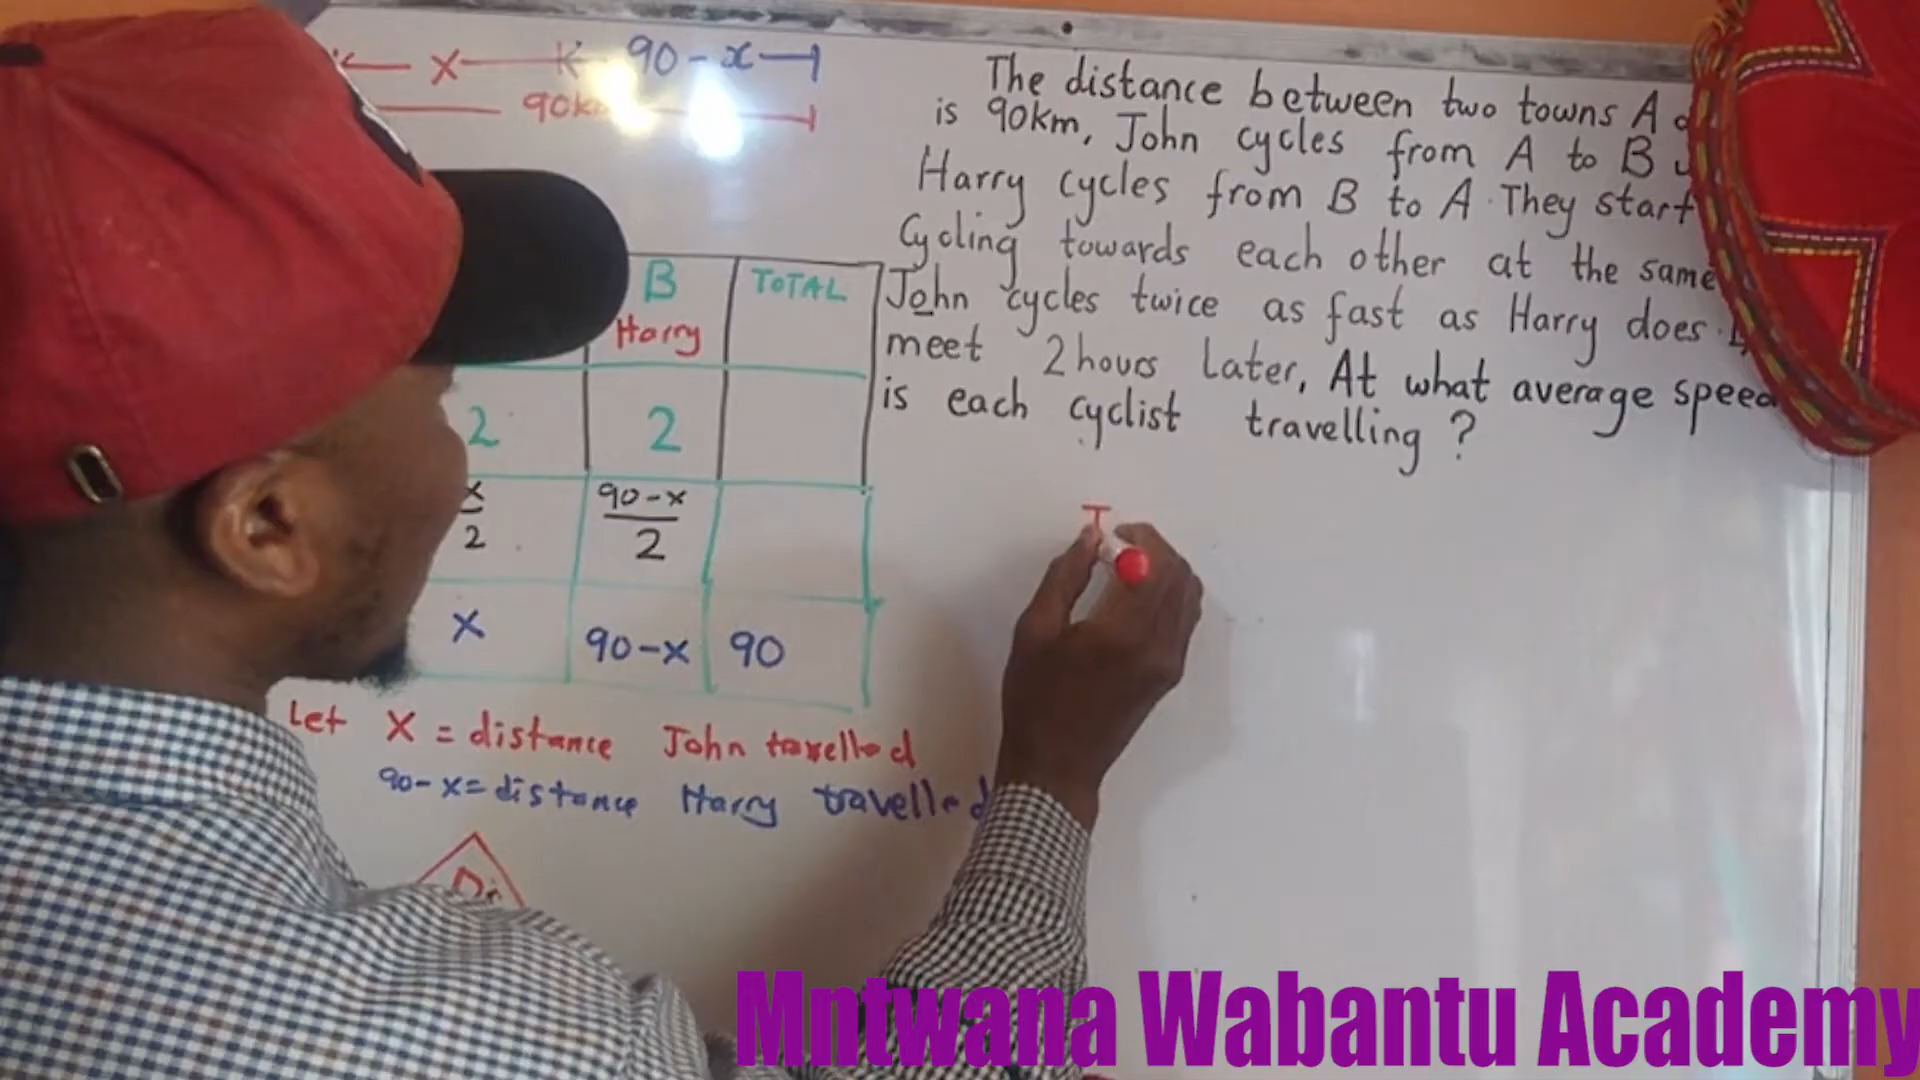 x 90-x
90km
The distance between two towns A
is 90km, John cycles from A to B
Harry cycles from B to A. They start
Cycling towards each other at the same
John cycles twice as fast as Harry does.
meet 2 hours later, At what average speed
is each cyclist travelling ?
B TOTAL
Harry
2 2
x/2 90-x/2
x 90-x 90
Let X = distance John travelled
90-x= distance Harry travelled
Mntwana Wabantu Academy